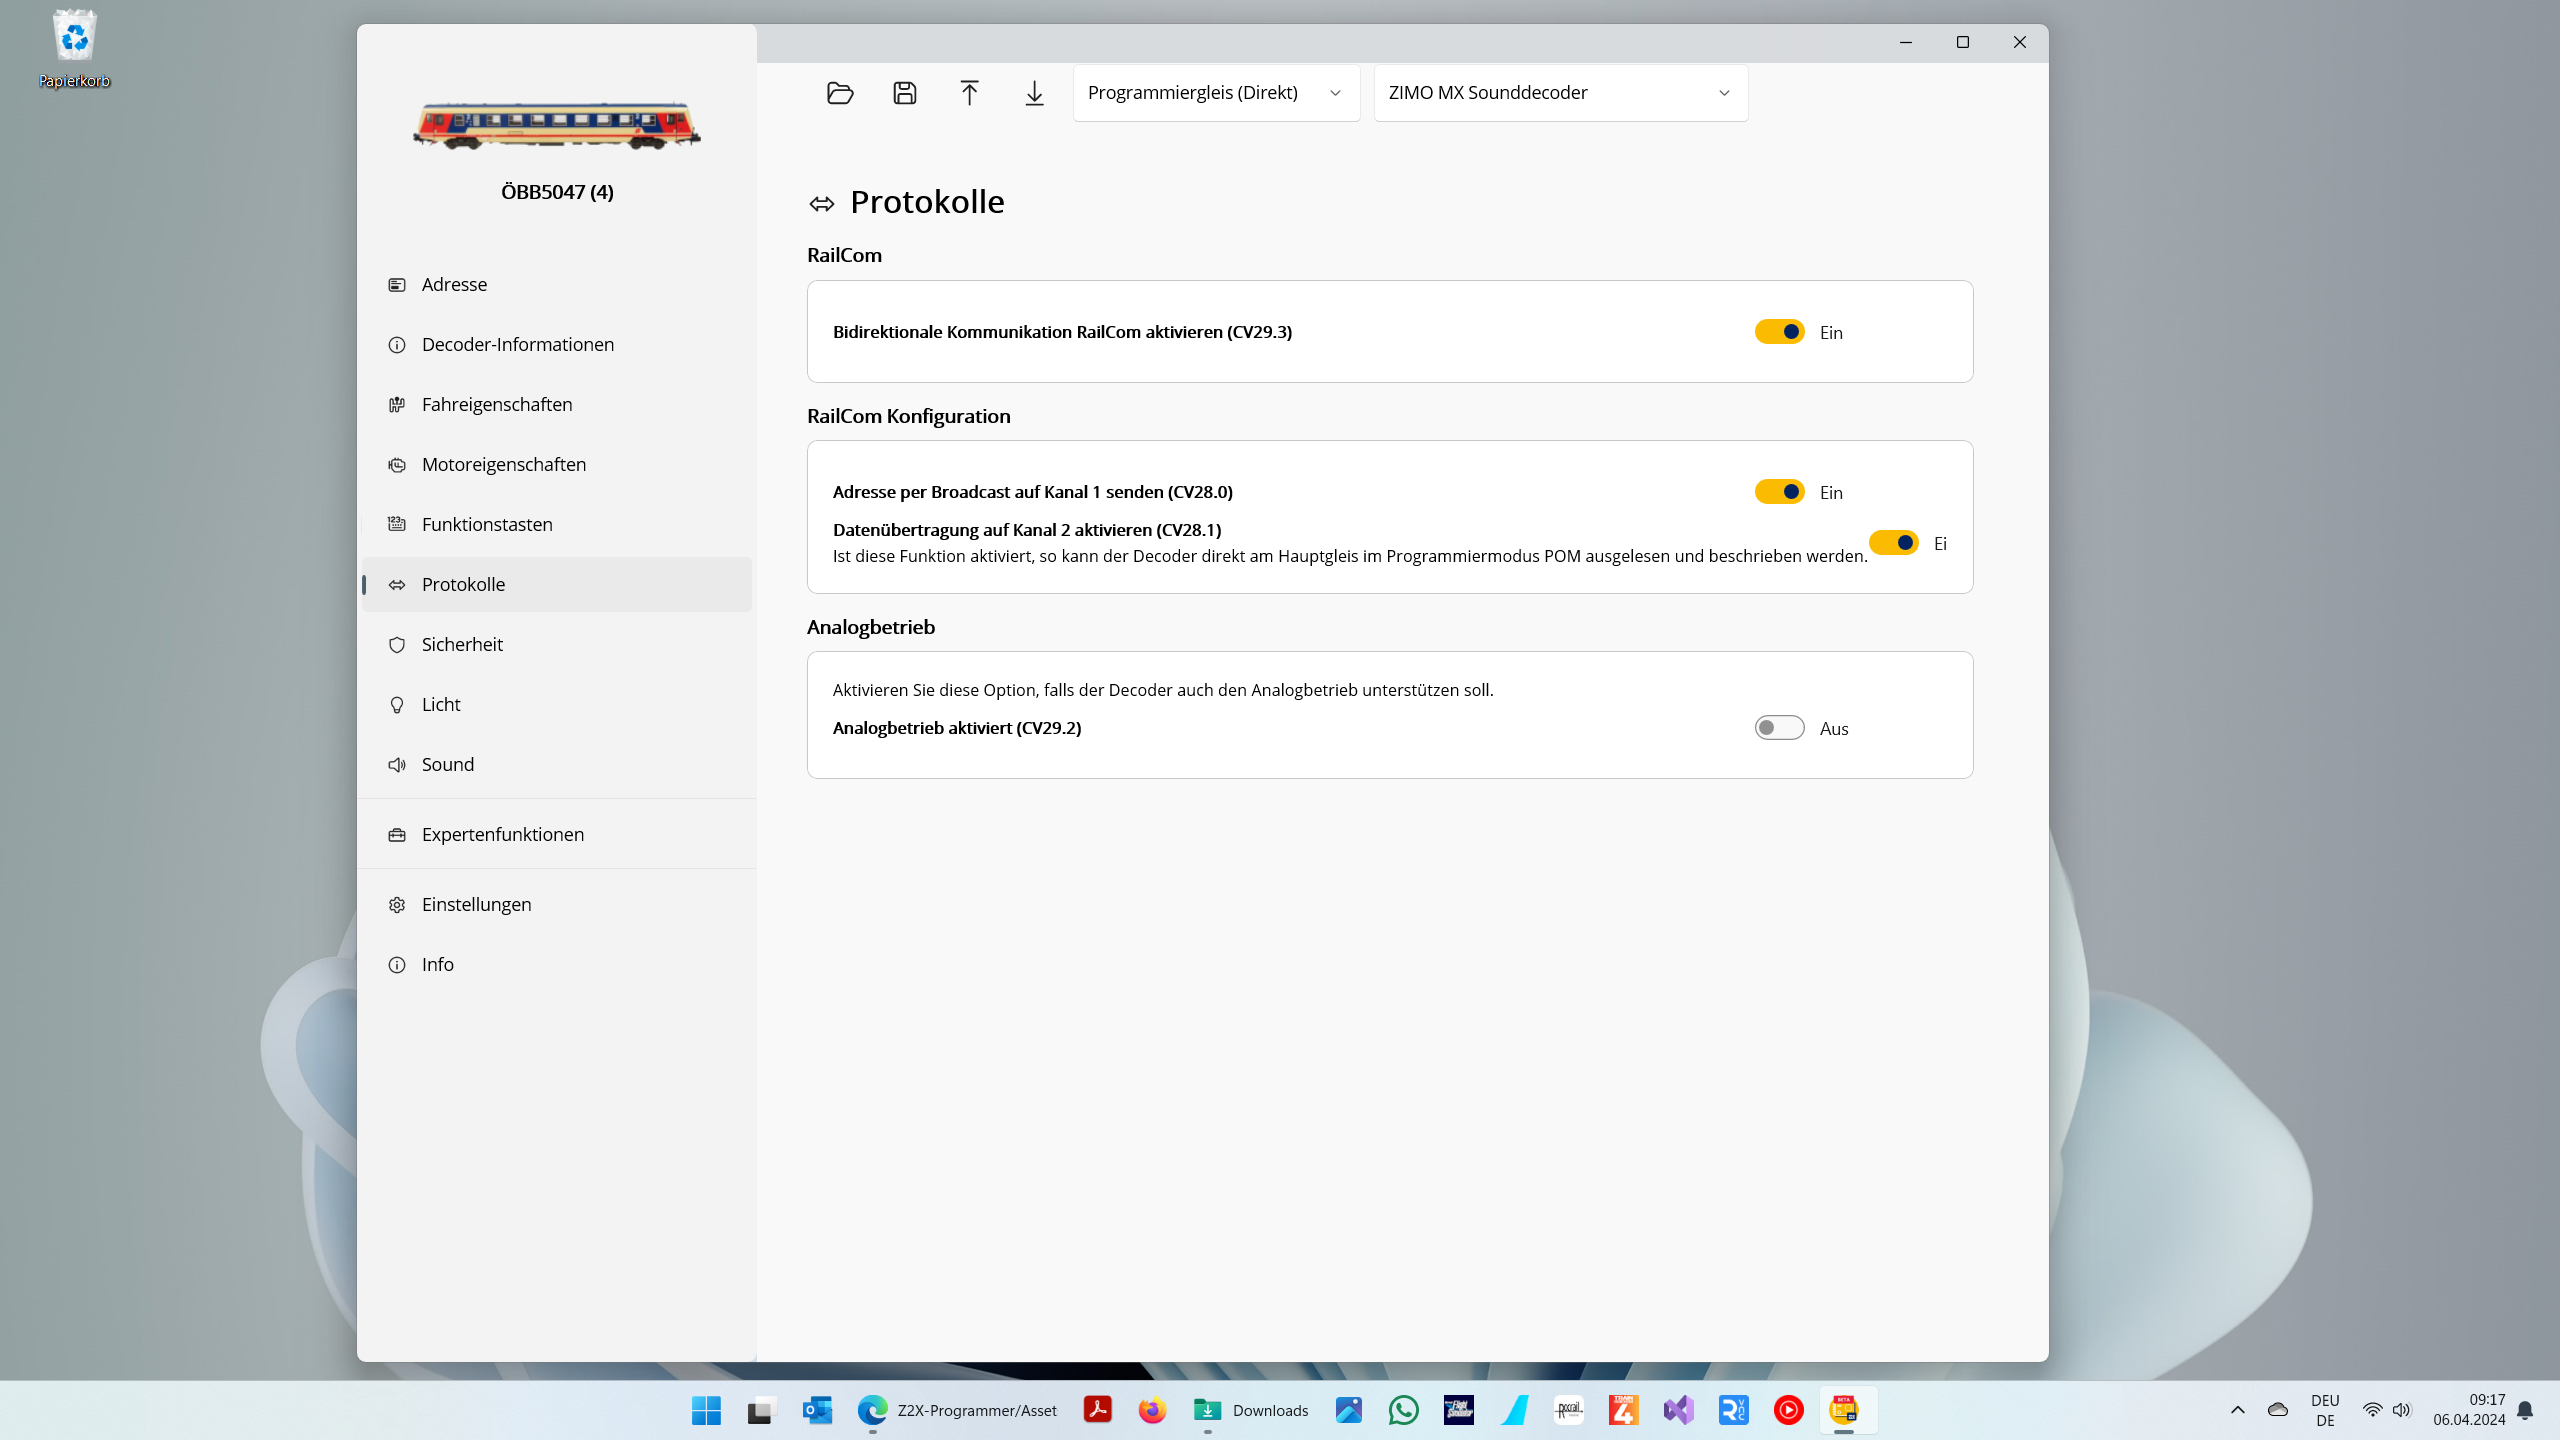 Papierkorb
Programmiergleis (Direkt)
ZIMO MX Sounddecoder
ÖBB5047 (4)
Adresse
Decoder-Informationen
Fahreigenschaften
Motoreigenschaften
Funktionstasten
Protokolle
Sicherheit
Licht
Sound
Expertenfunktionen
Einstellungen
Info
Protokolle
RailCom
Bidirektionale Kommunikation RailCom aktivieren (CV29.3)
Ein
RailCom Konfiguration
Adresse per Broadcast auf Kanal 1 senden (CV28.0)
Ein
Datenübertragung auf Kanal 2 aktivieren (CV28.1)
Ist diese Funktion aktiviert, so kann der Decoder direkt am Hauptgleis im Programmiermodus POM ausgelesen und beschrieben werden.
Ei
Analogbetrieb
Aktivieren Sie diese Option, falls der Decoder auch den Analogbetrieb unterstützen soll.
Analogbetrieb aktiviert (CV29.2)
Aus
Z2X-Programmer/Asset
Downloads
DEU
DE
09:17
06.04.2024